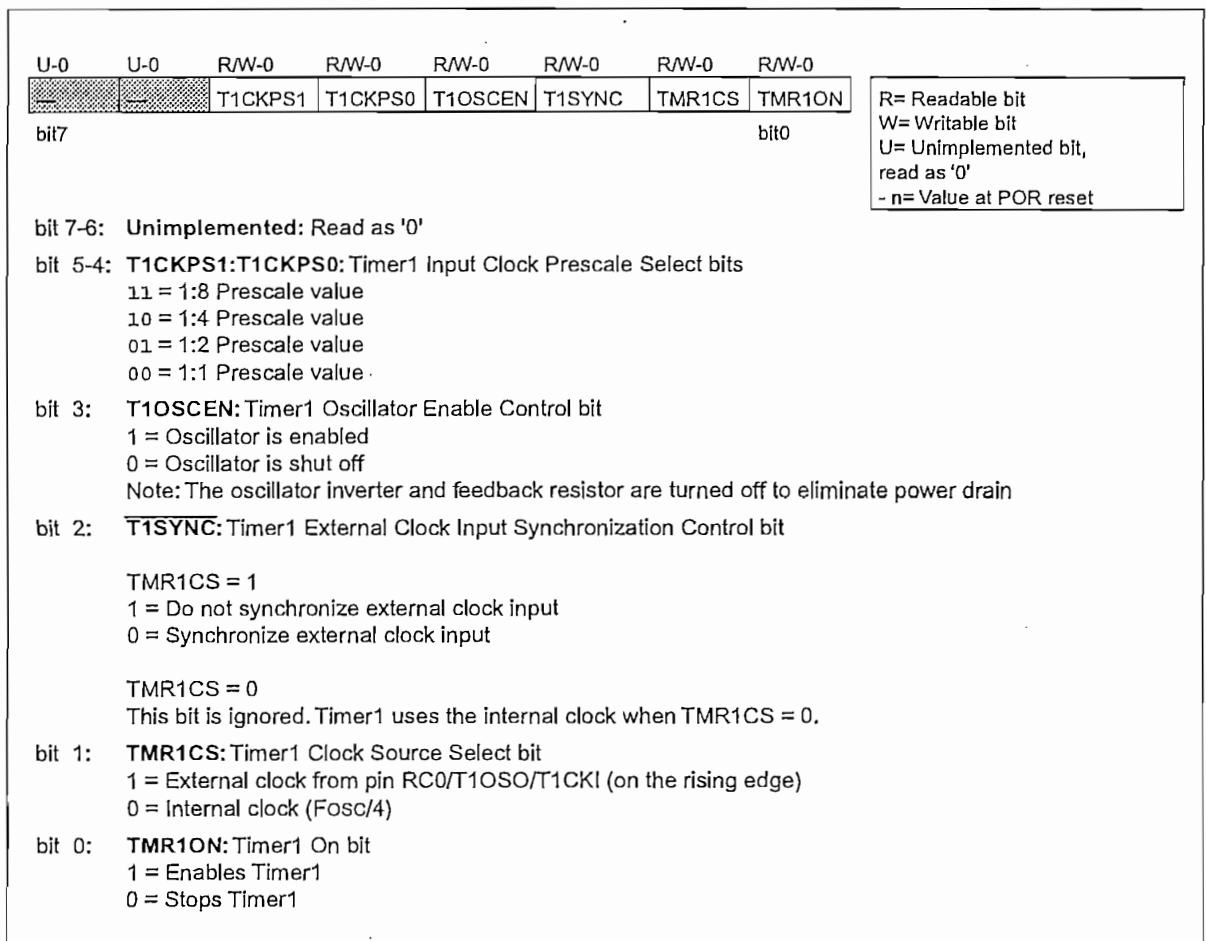 U-0 U-0 R/W-0 R/W-0 R/W-0 R/W-0 R/W-0 R/W-0
— — T1CKPS1 T1CKPS0 T1OSCEN T1SYNC TMR1CS TMR1ON
bit7 bit0
R= Readable bit
W= Writable bit
U= Unimplemented bit,
read as '0'
- n= Value at POR reset
bit 7-6: Unimplemented: Read as '0'
bit 5-4: T1CKPS1:T1CKPS0: Timer1 Input Clock Prescale Select bits
11 = 1:8 Prescale value
10 = 1:4 Prescale value
01 = 1:2 Prescale value
00 = 1:1 Prescale value
bit 3: T1OSCEN: Timer1 Oscillator Enable Control bit
1 = Oscillator is enabled
0 = Oscillator is shut off
Note: The oscillator inverter and feedback resistor are turned off to eliminate power drain
bit 2: T1SYNC: Timer1 External Clock Input Synchronization Control bit
TMR1CS = 1
1 = Do not synchronize external clock input
0 = Synchronize external clock input
TMR1CS = 0
This bit is ignored. Timer1 uses the internal clock when TMR1CS = 0.
bit 1: TMR1CS: Timer1 Clock Source Select bit
1 = External clock from pin RC0/T1OSO/T1CKI (on the rising edge)
0 = Internal clock (FOSC/4)
bit 0: TMR1ON: Timer1 On bit
1 = Enables Timer1
0 = Stops Timer1